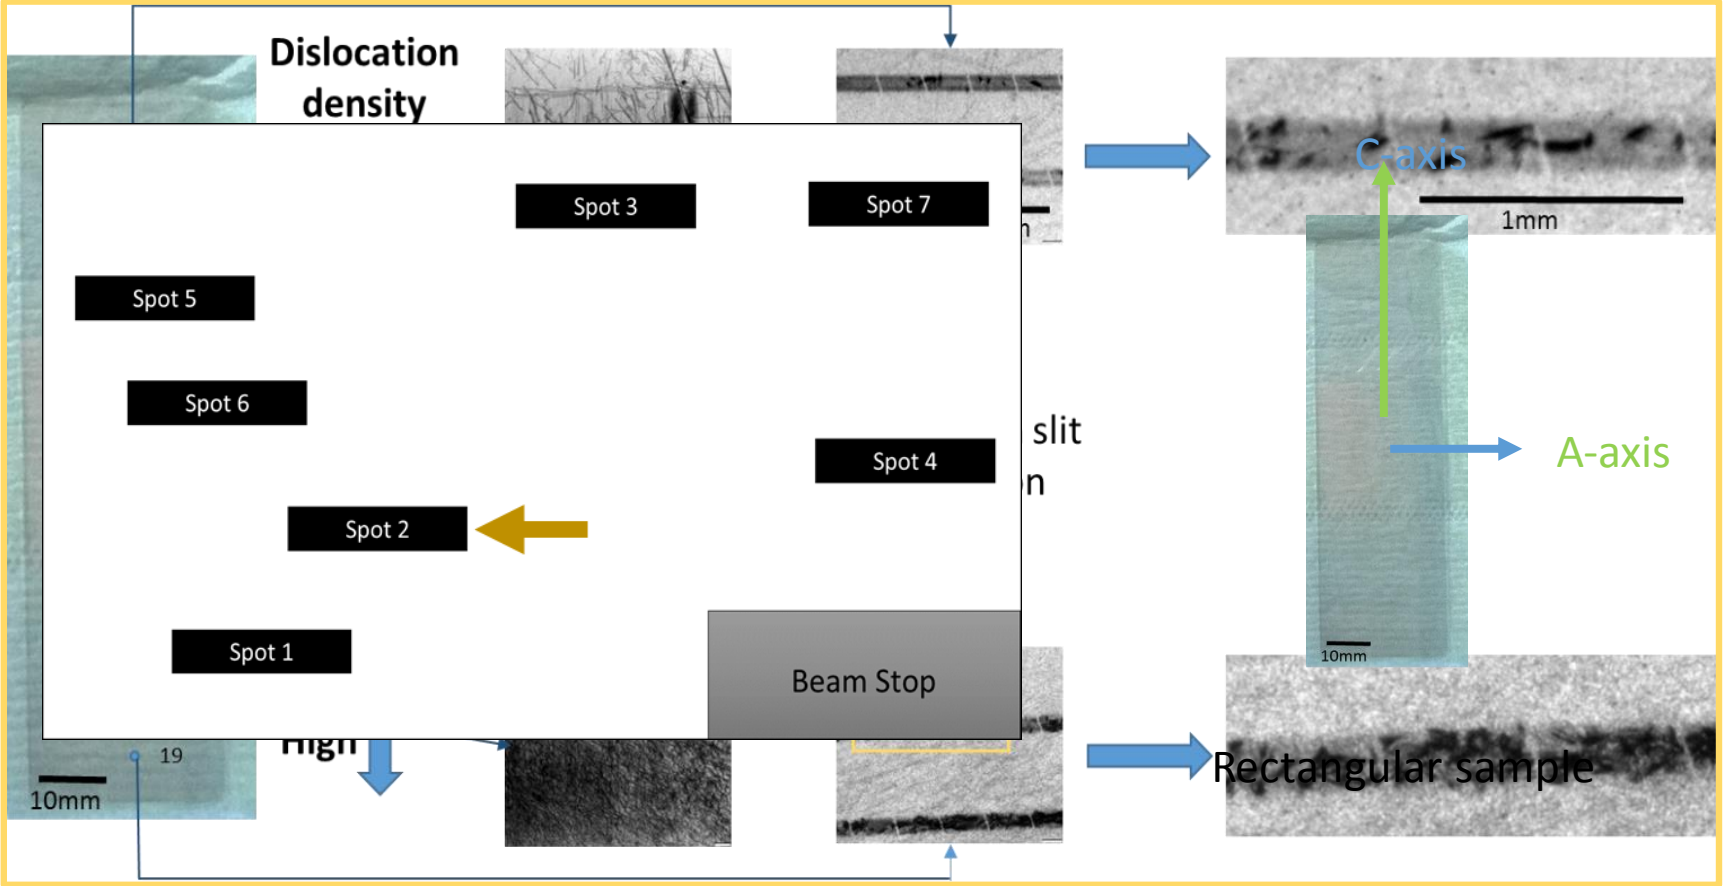 Dislocation
density
Spot 3
Spot 7
C-axis
1mm
Spot 5
Spot 6
slit
Spot 4
A-axis
Spot 2
Spot 1
10mm
Beam Stop
High
19
Rectangular sample
10mm